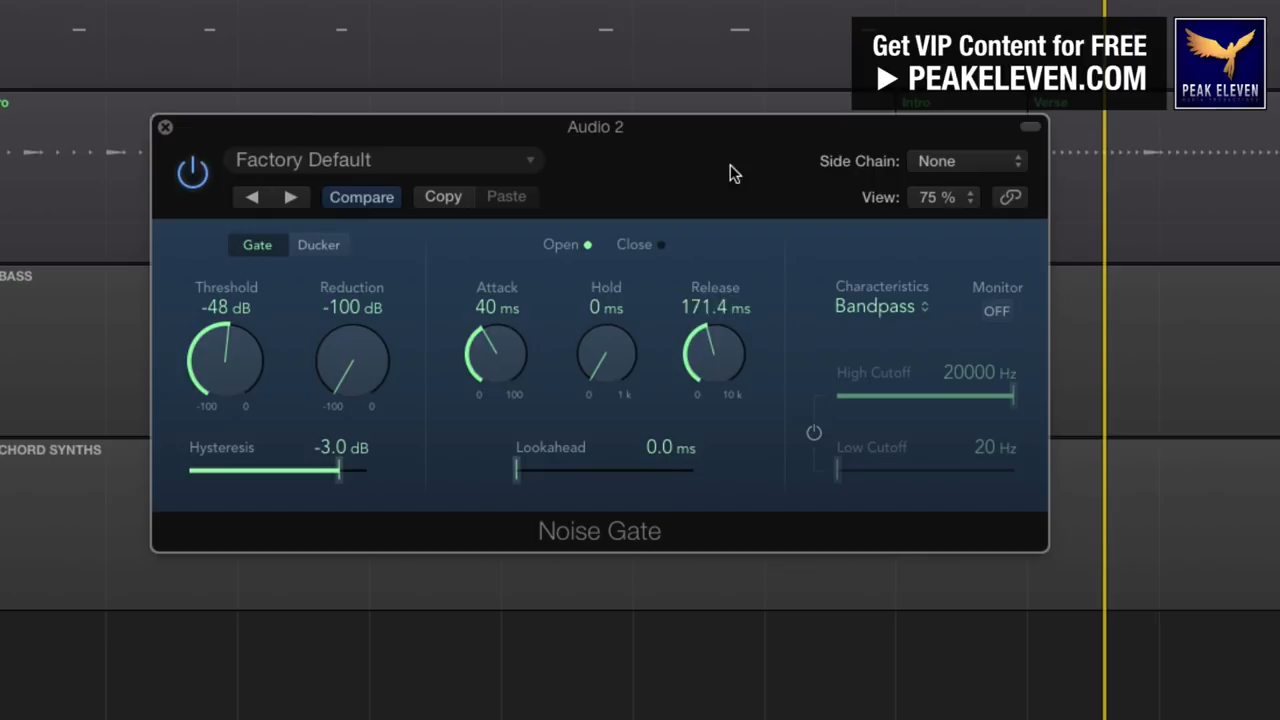 Get VIP Content for FREE
▶ PEAKELEVEN.COM
PEAK ELEVEN
ro
Intro
Verse
Audio 2
Factory Default
Side Chain: None
Compare
Copy
Paste
View: 75 %
BASS
Gate
Ducker
Open
Close
Threshold
-48 dB
Reduction
-100 dB
Attack
40 ms
Hold
0 ms
Release
171.4 ms
Characteristics
Bandpass
Monitor
OFF
-100 0
-100 0
0 100
0 1 k
0 10 k
High Cutoff 20000 Hz
Hysteresis -3.0 dB
Lookahead 0.0 ms
Low Cutoff 20 Hz
CHORD SYNTHS
Noise Gate